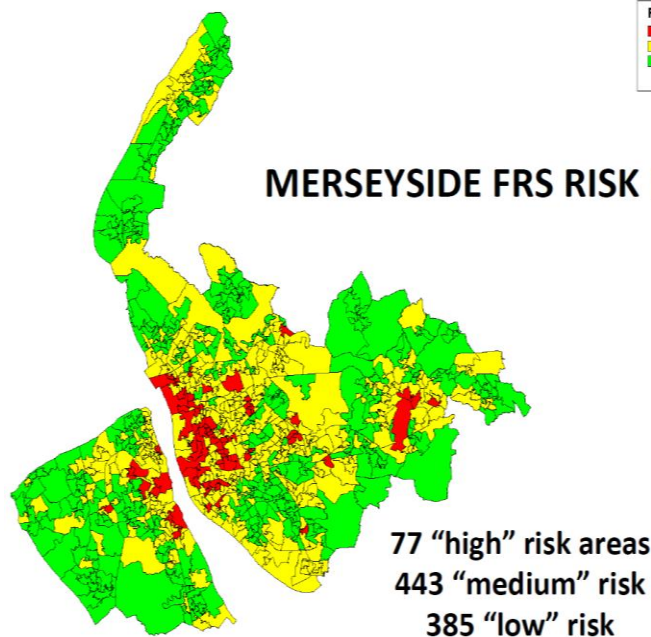 MERSEYSIDE FRS RISK
77 “high” risk areas
443 “medium” risk
385 “low” risk